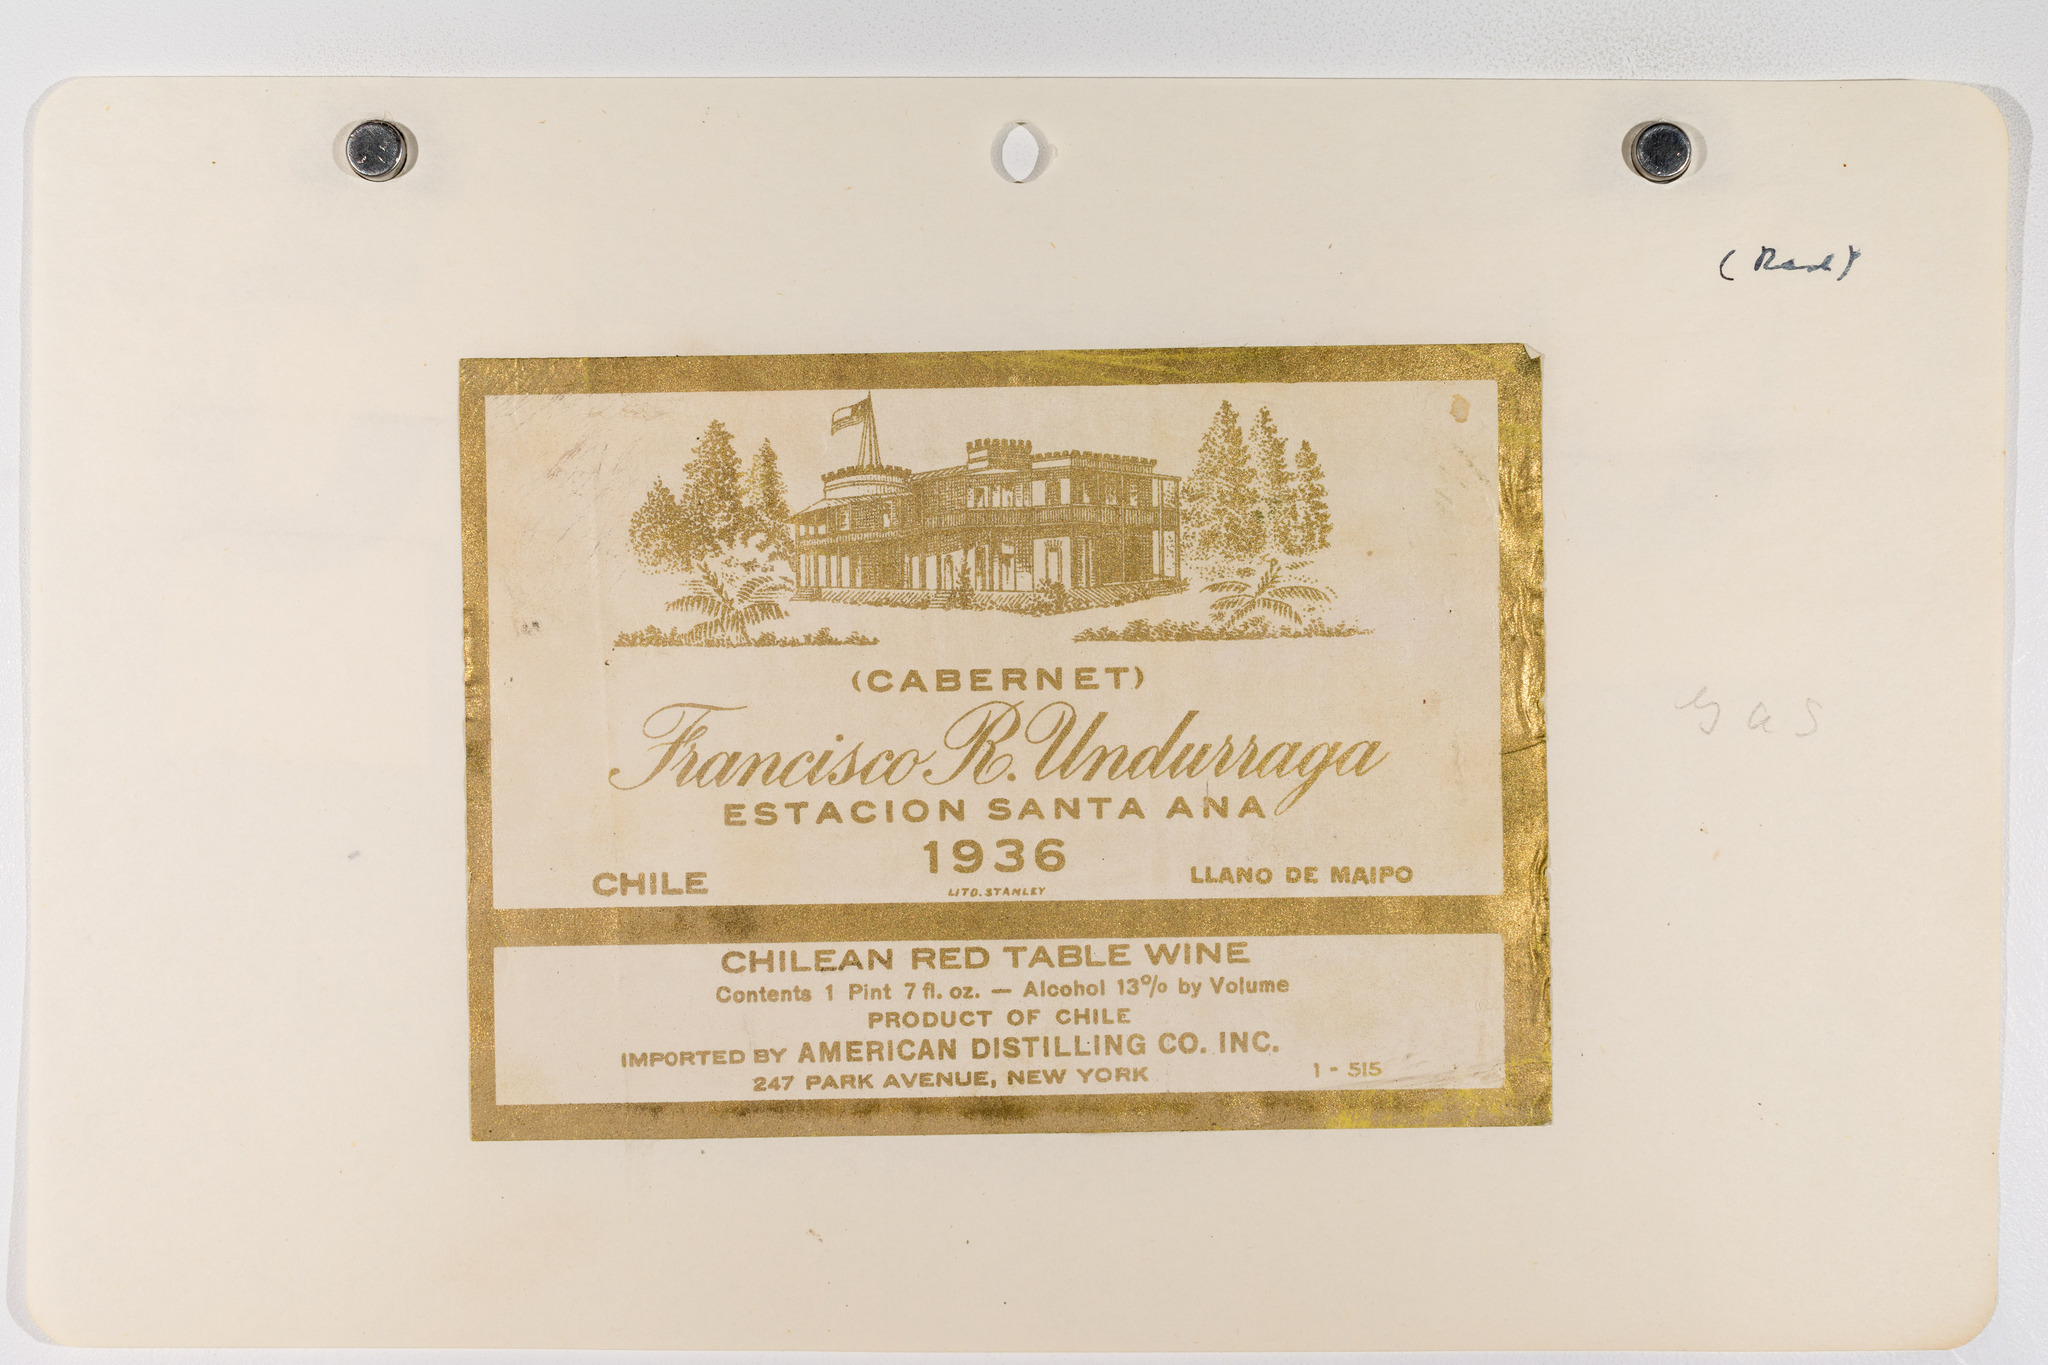 (Red)
(CABERNET)
Francisco R. Undurraga
ESTACION SANTA ANA
1936
CHILE
LLANO DE MAIPO
LITO. STANLEY
CHILEAN RED TABLE WINE
Contents 1 Pint 7 fl. oz. — Alcohol 13% by Volume
PRODUCT OF CHILE
IMPORTED BY AMERICAN DISTILLING CO. INC.
247 PARK AVENUE, NEW YORK
1 - 515